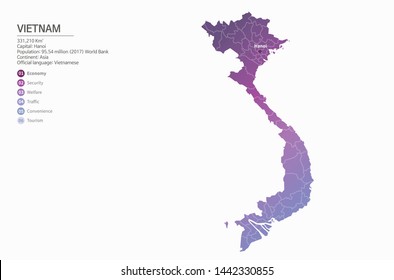 VIETNAM
331.210 Km²
Capital: Hanoi
Population: 95.54 million (2017) World Bank
Continent: Asia
Official language: Vietnamese
01 Economy
02 Security
03 Welfare
04 Traffic
05 Convenience
06 Tourism
Hanoi
shutterstock.com · 1442330855